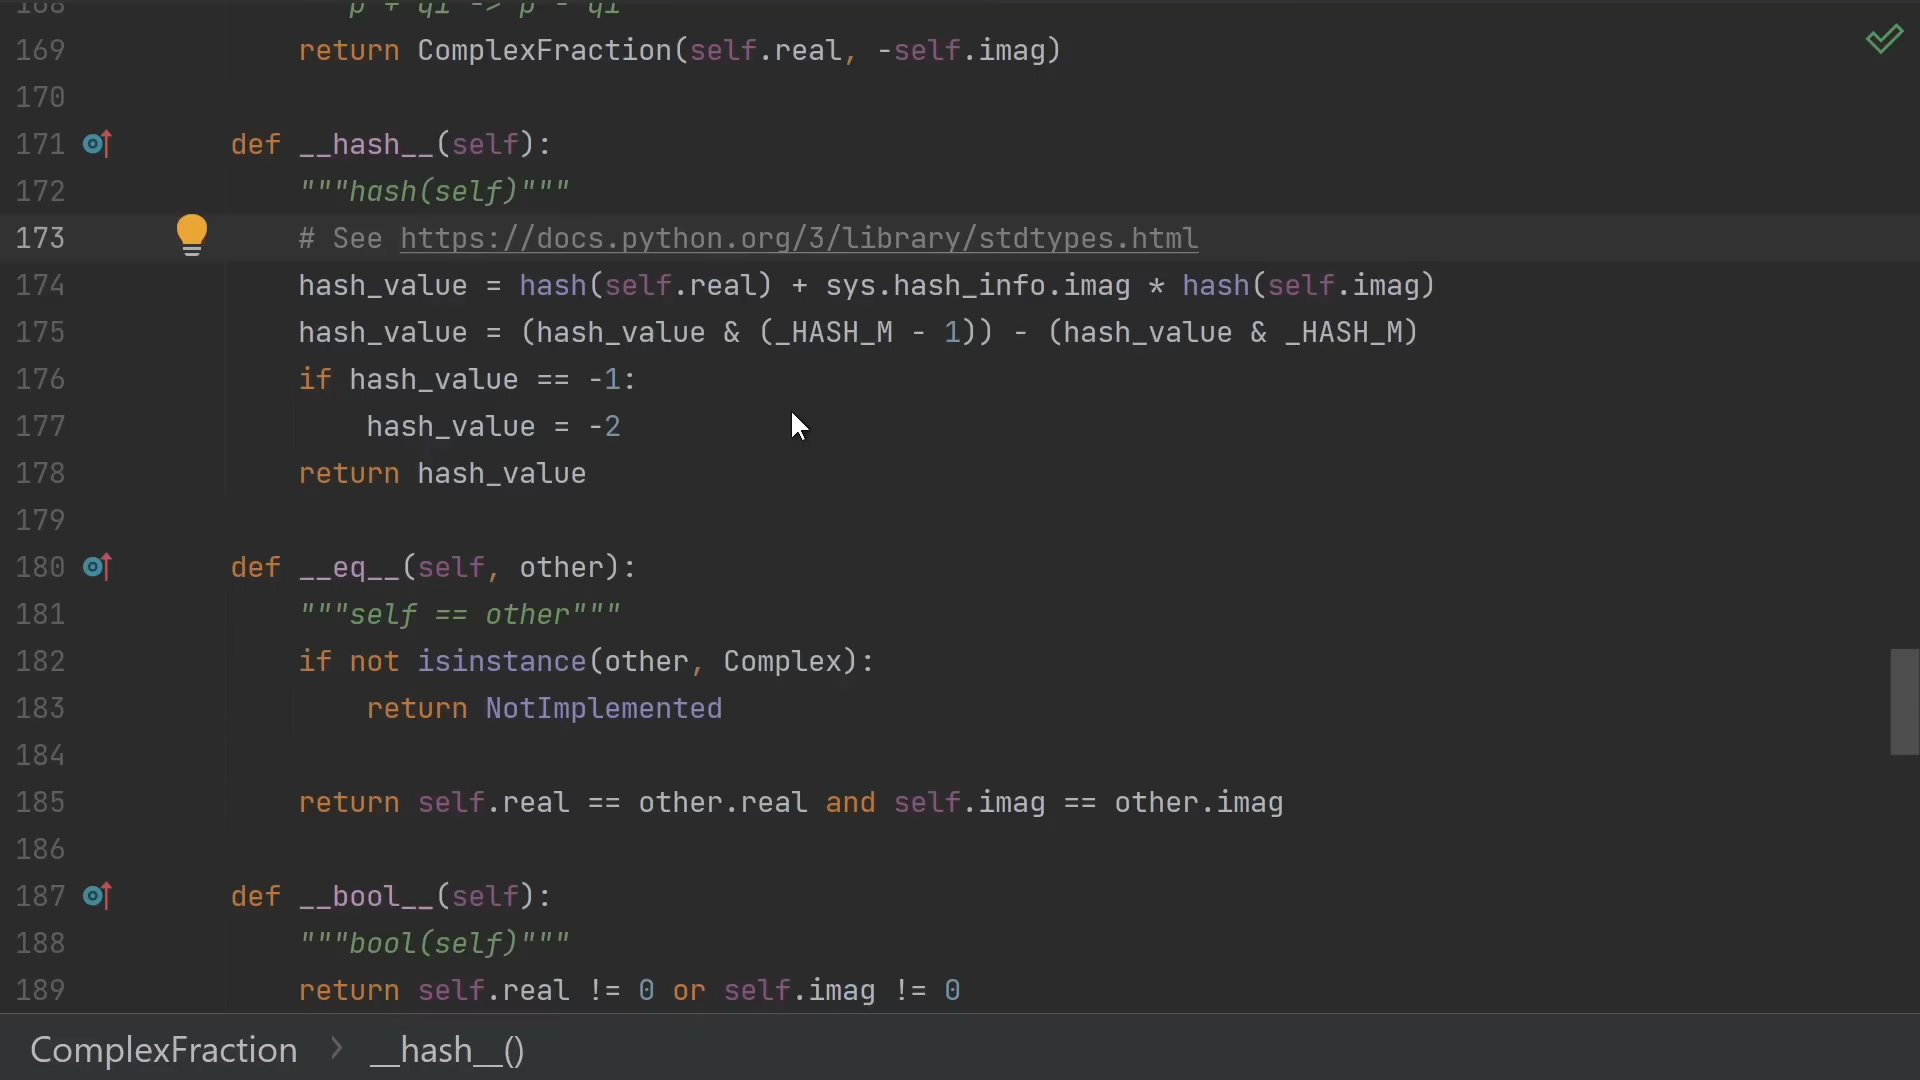 168 p + qi -> p - qi
169 return ComplexFraction(self.real, -self.imag)
170
171 def __hash__(self):
172 """hash(self)"""
173 # See https://docs.python.org/3/library/stdtypes.html
174 hash_value = hash(self.real) + sys.hash_info.imag * hash(self.imag)
175 hash_value = (hash_value & (_HASH_M - 1)) - (hash_value & _HASH_M)
176 if hash_value == -1:
177 hash_value = -2
178 return hash_value
179
180 def __eq__(self, other):
181 """self == other"""
182 if not isinstance(other, Complex):
183 return NotImplemented
184
185 return self.real == other.real and self.imag == other.imag
186
187 def __bool__(self):
188 """bool(self)"""
189 return self.real != 0 or self.imag != 0
ComplexFraction > __hash__()